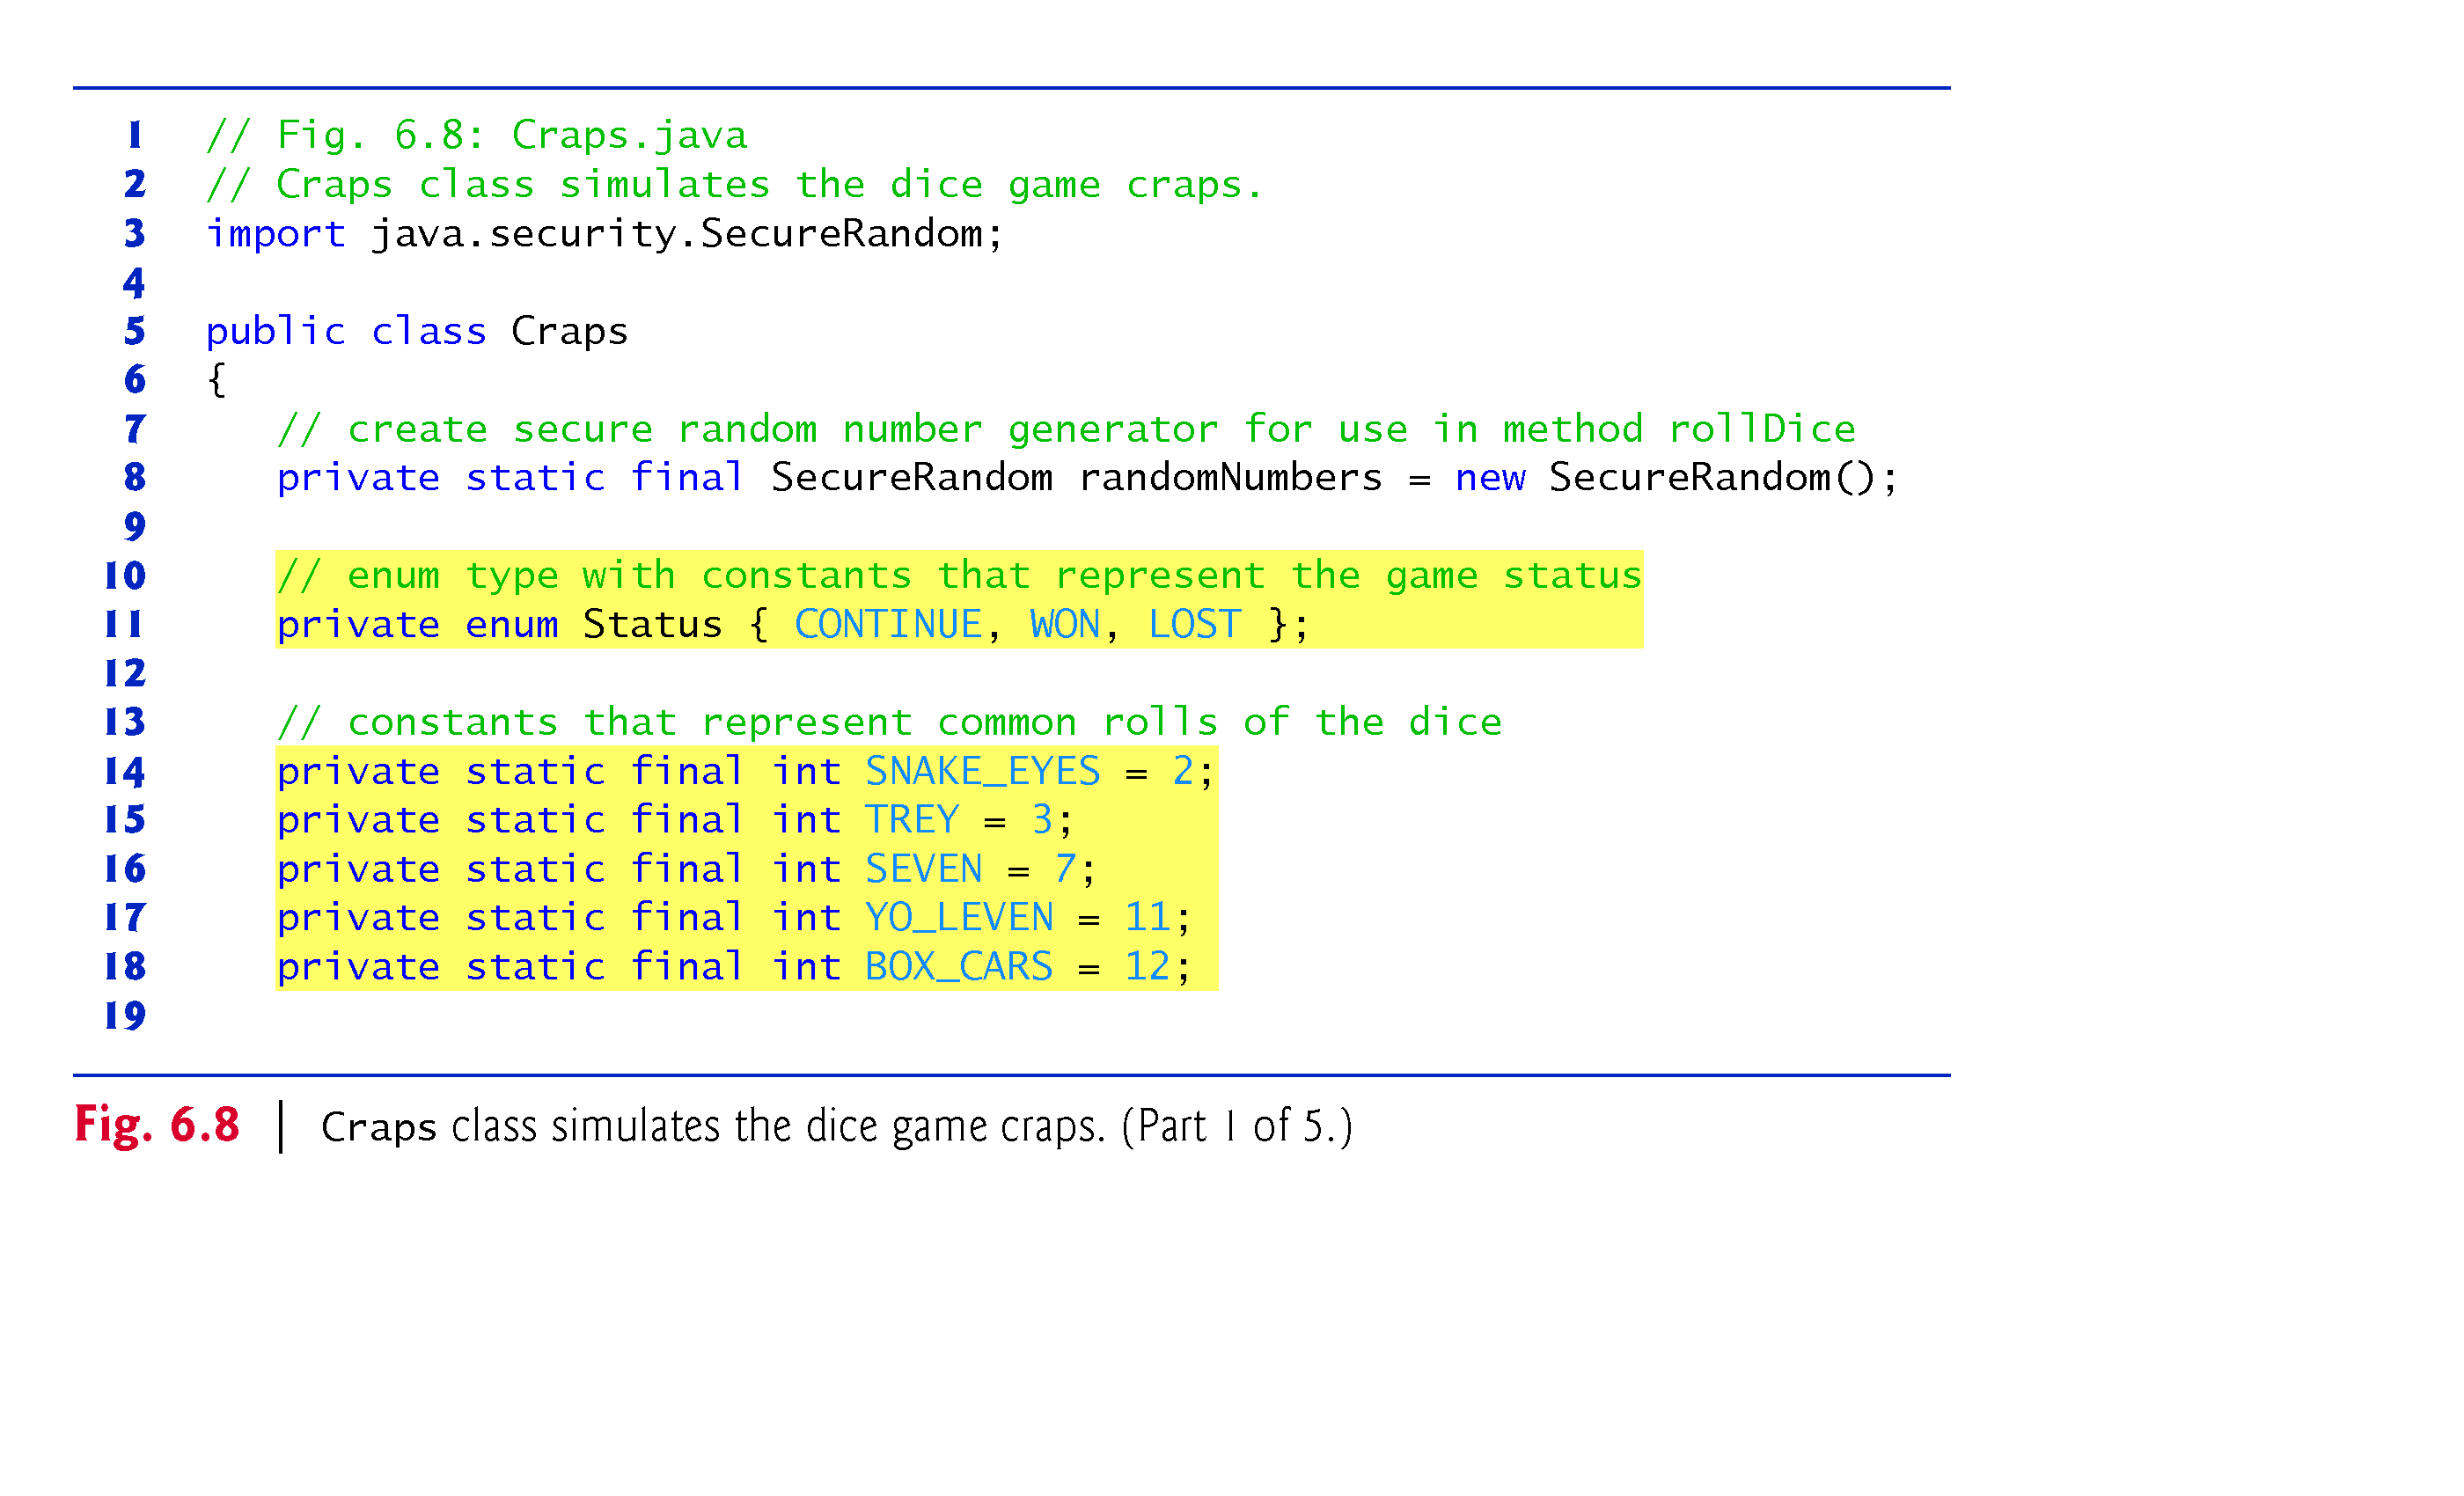 1 // Fig. 6.8: Craps.java
2 // Craps class simulates the dice game craps.
3 import java.security.SecureRandom;
4
5 public class Craps
6 {
7 // create secure random number generator for use in method rollDice
8 private static final SecureRandom randomNumbers = new SecureRandom();
9
10 // enum type with constants that represent the game status
11 private enum Status { CONTINUE, WON, LOST };
12
13 // constants that represent common rolls of the dice
14 private static final int SNAKE_EYES = 2;
15 private static final int TREY = 3;
16 private static final int SEVEN = 7;
17 private static final int YO_LEVEN = 11;
18 private static final int BOX_CARS = 12;
19
Fig. 6.8 | Craps class simulates the dice game craps. (Part 1 of 5.)